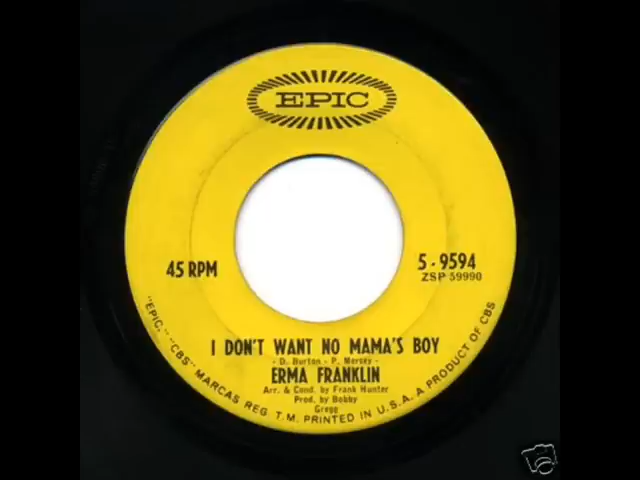 EPIC
45 RPM
5-9594
ZSP 59990
I DON'T WANT NO MAMA'S BOY
- D. Burton - P. Mersey -
ERMA FRANKLIN
Arr. & Cond. by Frank Hunter
Prod. by Bobby
Gregg
"EPIC," "CBS" MARCAS REG. T.M. PRINTED IN U.S.A. A PRODUCT OF CBS